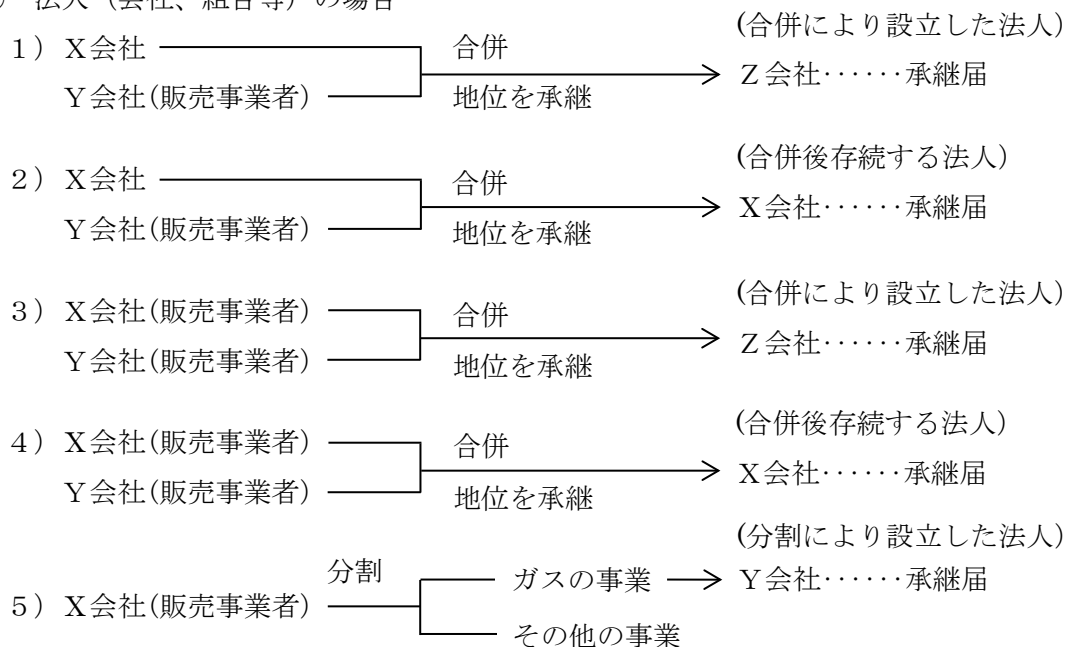 法人（会社、組合等）の場合
(合併により設立した法人)
１）Ｘ会社 合併
Ｚ会社‥‥‥承継届
Ｙ会社(販売事業者) 地位を承継
(合併後存続する法人)
２）Ｘ会社 合併
Ｘ会社‥‥‥承継届
Ｙ会社(販売事業者) 地位を承継
(合併により設立した法人)
３）Ｘ会社(販売事業者) 合併
Ｚ会社‥‥‥承継届
Ｙ会社(販売事業者) 地位を承継
(合併後存続する法人)
４）Ｘ会社(販売事業者) 合併
Ｘ会社‥‥‥承継届
Ｙ会社(販売事業者) 地位を承継
(分割により設立した法人)
分割
ガスの事業 Ｙ会社‥‥‥承継届
５）Ｘ会社(販売事業者)
その他の事業